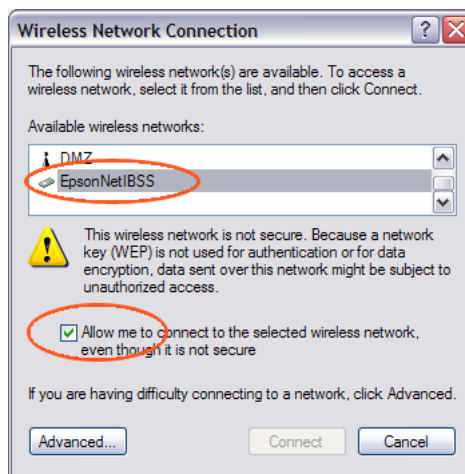 Wireless Network Connection
The following wireless network(s) are available. To access a
wireless network, select it from the list, and then click Connect.
Available wireless networks:
DMZ
EpsonNetIBSS
This wireless network is not secure. Because a network
key (WEP) is not used for authentication or for data
encryption, data sent over this network might be subject to
unauthorized access.
Allow me to connect to the selected wireless network,
even though it is not secure
If you are having difficulty connecting to a network, click Advanced.
Advanced... Connect Cancel